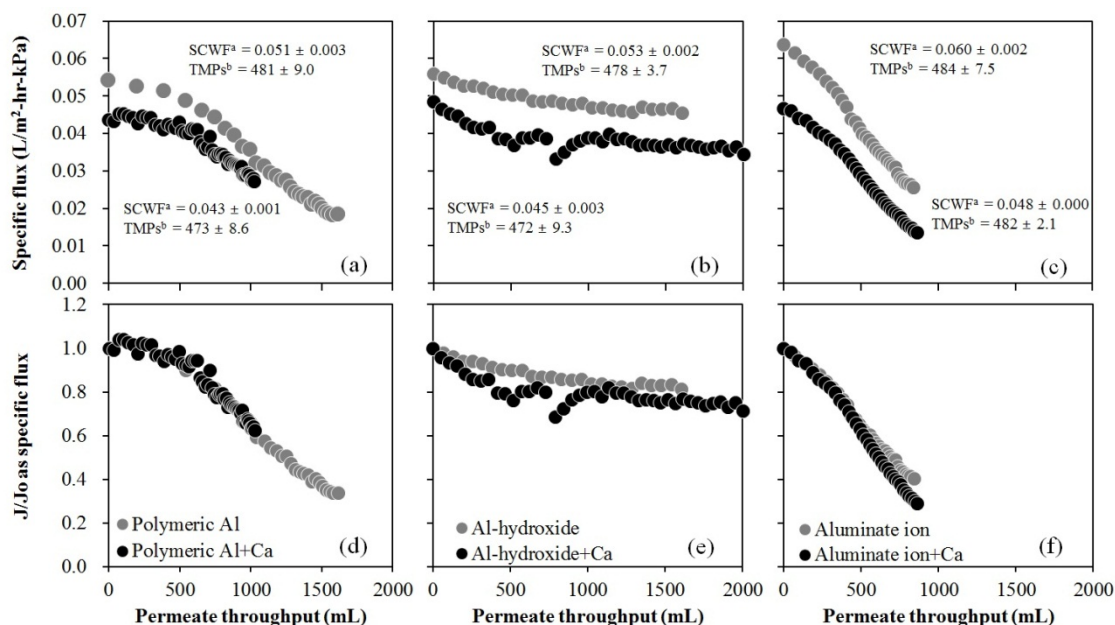 Specific flux (L/m²-hr-kPa)
0.07
0.06
0.05
0.04
0.03
0.02
0.01
0.00
SCWFᵃ = 0.051 ± 0.003
TMPsᵇ = 481 ± 9.0
SCWFᵃ = 0.043 ± 0.001
TMPsᵇ = 473 ± 8.6
(a)
SCWFᵃ = 0.053 ± 0.002
TMPsᵇ = 478 ± 3.7
SCWFᵃ = 0.045 ± 0.003
TMPsᵇ = 472 ± 9.3
(b)
SCWFᵃ = 0.060 ± 0.002
TMPsᵇ = 484 ± 7.5
SCWFᵃ = 0.048 ± 0.000
TMPsᵇ = 482 ± 2.1
(c)
J/Jo as specific flux
1.2
1.0
0.8
0.6
0.4
0.2
0.0
Polymeric Al
Polymeric Al+Ca
(d)
Al-hydroxide
Al-hydroxide+Ca
(e)
Aluminate ion
Aluminate ion+Ca
(f)
0 500 1000 1500 2000
0 500 1000 1500 2000
0 500 1000 1500 2000
Permeate throughput (mL)
Permeate throughput (mL)
Permeate throughput (mL)